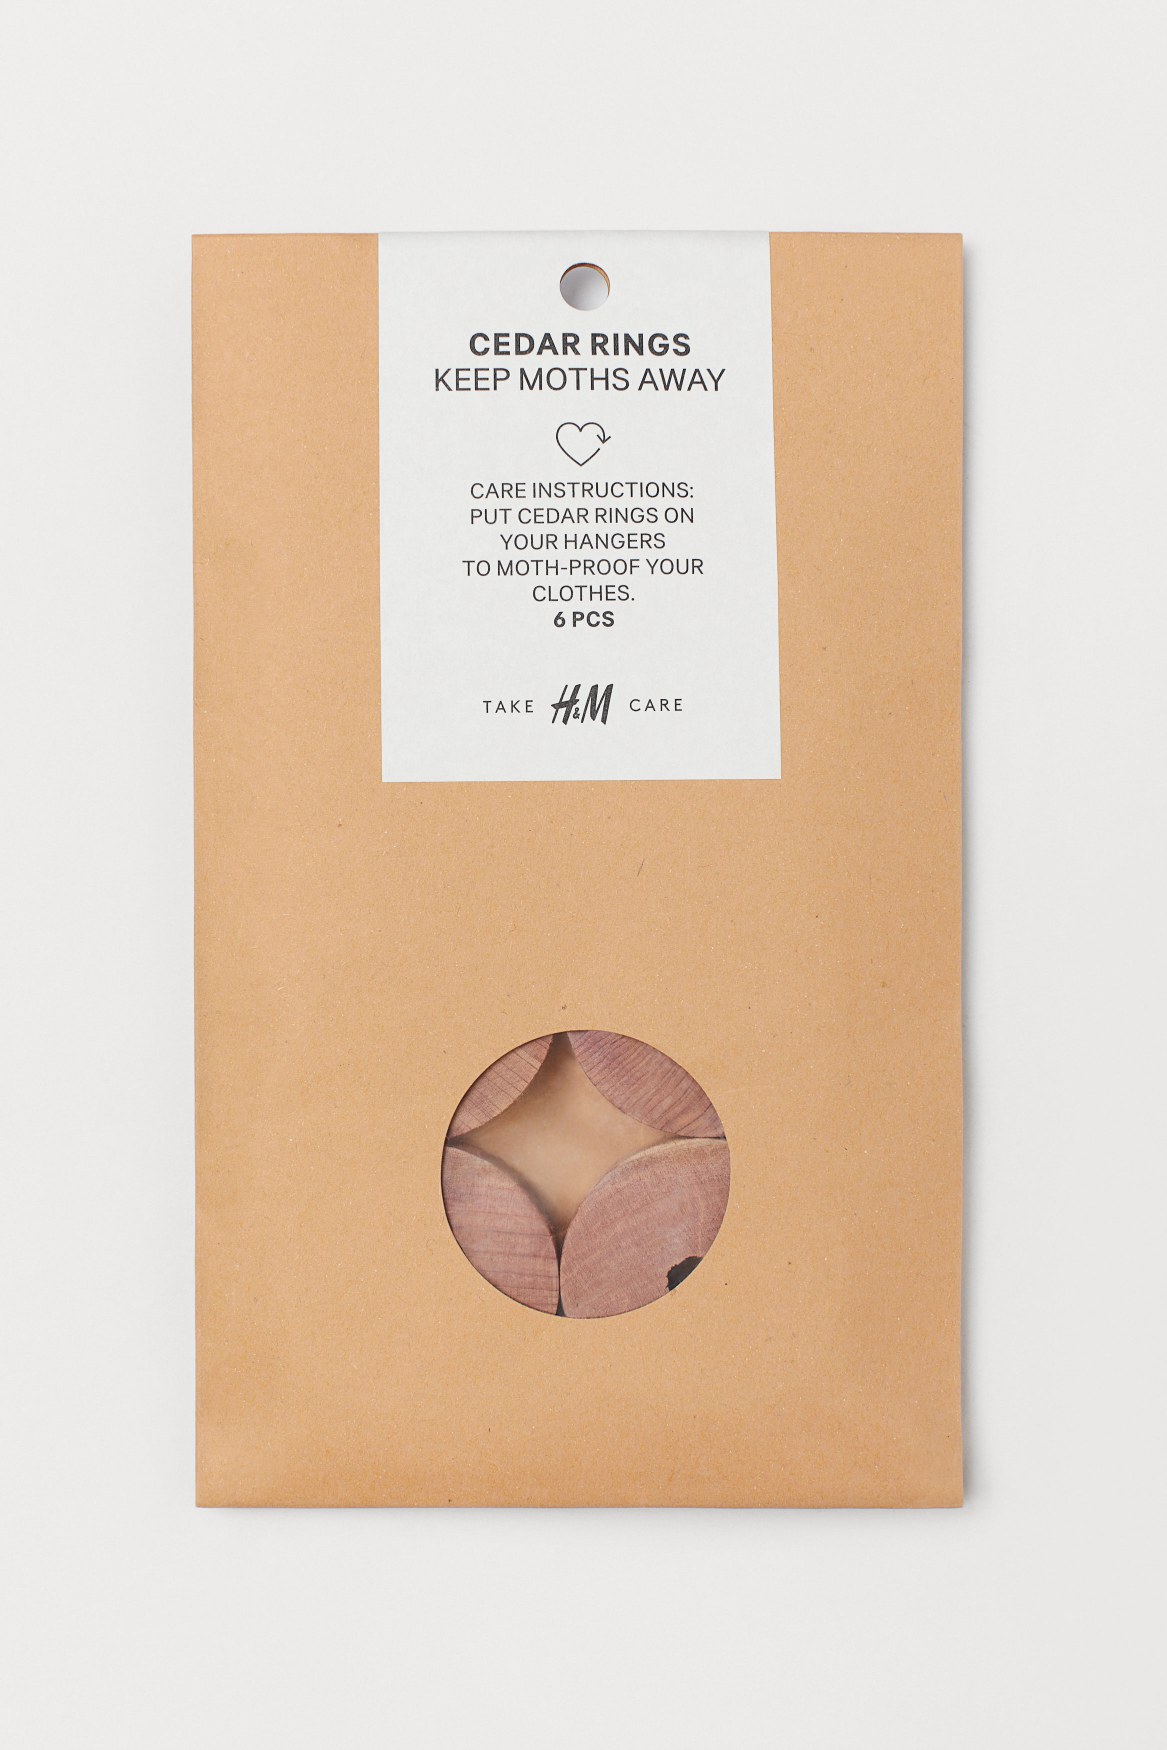 CEDAR RINGS
KEEP MOTHS AWAY
CARE INSTRUCTIONS:
PUT CEDAR RINGS ON
YOUR HANGERS
TO MOTH-PROOF YOUR
CLOTHES.
6 PCS
TAKE H&M CARE